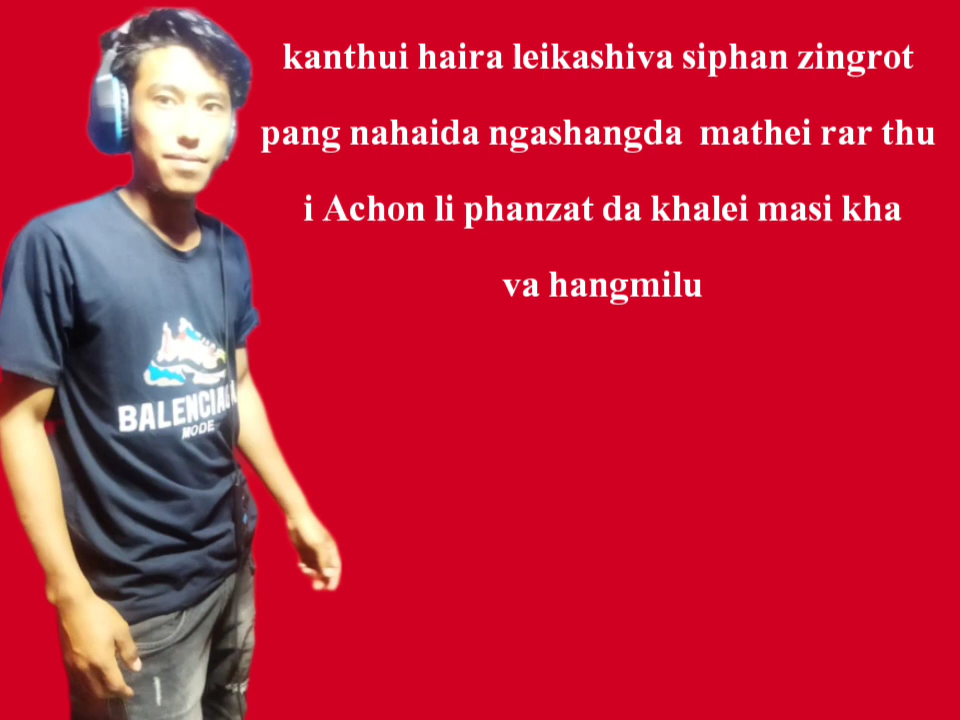 kanthui haira leikashiva siphan zingrot
pang nahaida ngashangda  mathei rar thu
i Achon li phanzat da khalei masi kha
va hangmilu
BALENCIAGA
MODE